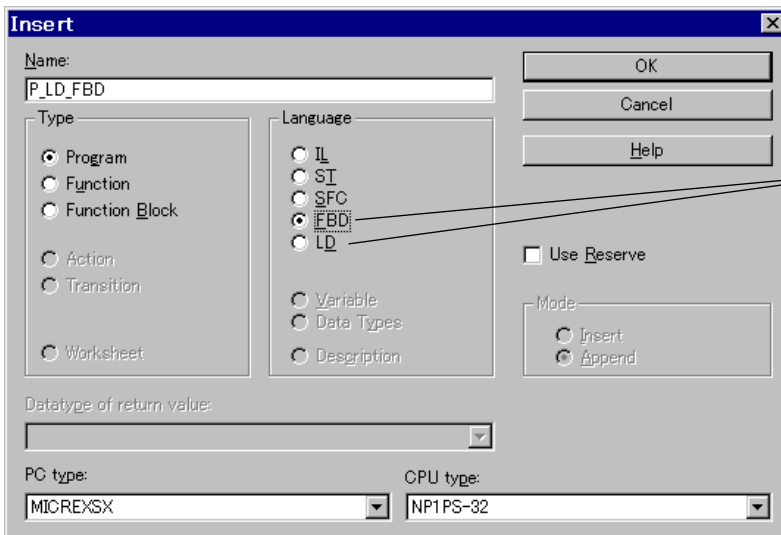 Insert
Name:
P_LD_FBD
Type
Program
Function
Function Block
Action
Transition
Worksheet
Language
IL
ST
SFC
FBD
LD
Variable
Data Types
Description
OK
Cancel
Help
Use Reserve
Mode
Insert
Append
Datatype of return value:
PC type:
MICREXSX
CPU type:
NP1PS-32